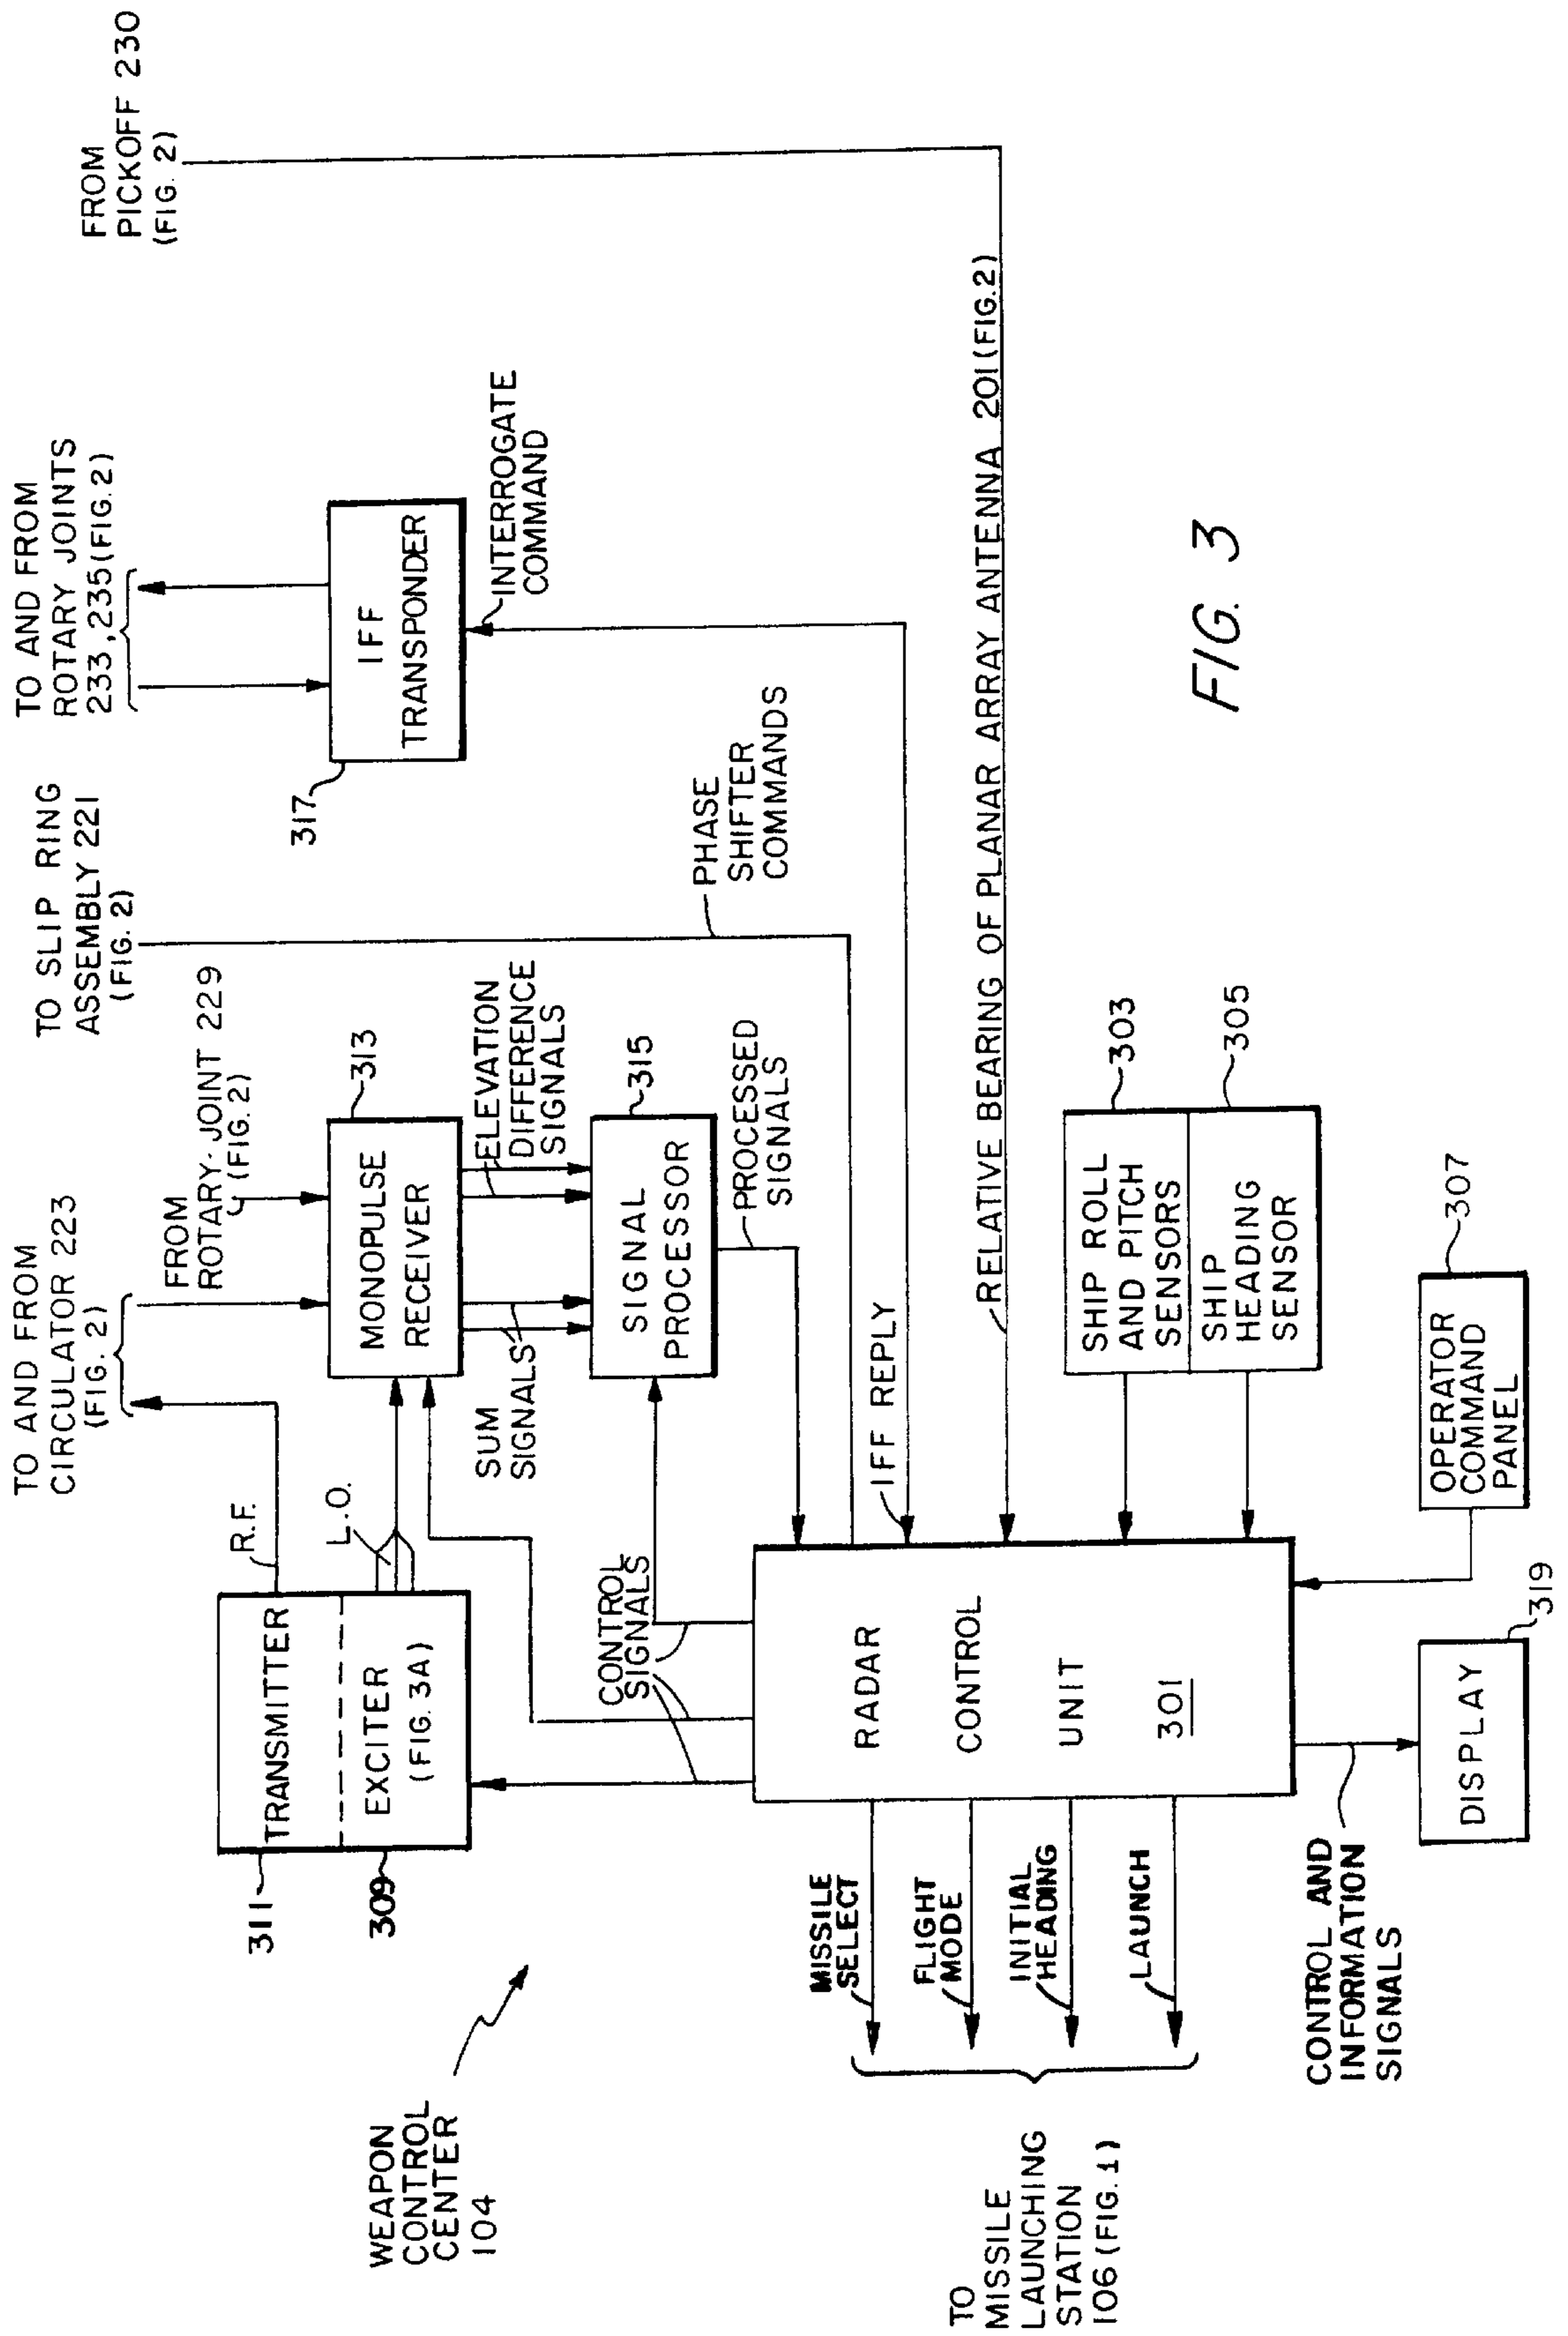 TO AND FROM
CIRCULATOR 223
(FIG. 2)
FROM
ROTARY-JOINT 229
(FIG. 2)
TO SLIP RING
ASSEMBLY 221
(FIG. 2)
TO AND FROM
ROTARY JOINTS
233, 235 (FIG. 2)
FROM
PICKOFF 230
(FIG. 2)
R.F.
L.O.
311
TRANSMITTER
EXCITER
(FIG. 3A)
309
313
MONOPULSE
RECEIVER
317
IFF
TRANSPONDER
SUM
SIGNALS
ELEVATION
DIFFERENCE
SIGNALS
INTERROGATE
COMMAND
315
SIGNAL
PROCESSOR
CONTROL
SIGNALS
PROCESSED
SIGNALS
PHASE
SHIFTER
COMMANDS
WEAPON
CONTROL
CENTER
104
RADAR
CONTROL
UNIT
301
IFF REPLY
RELATIVE BEARING OF PLANAR ARRAY ANTENNA 201 (FIG. 2)
MISSILE
SELECT
FLIGHT
MODE
INITIAL
HEADING
LAUNCH
TO
MISSILE
LAUNCHING
STATION
106 (FIG. 1)
SHIP ROLL
AND PITCH
SENSORS
303
SHIP
HEADING
SENSOR
305
CONTROL AND
INFORMATION
SIGNALS
DISPLAY
319
OPERATOR
COMMAND
PANEL
307
FIG. 3